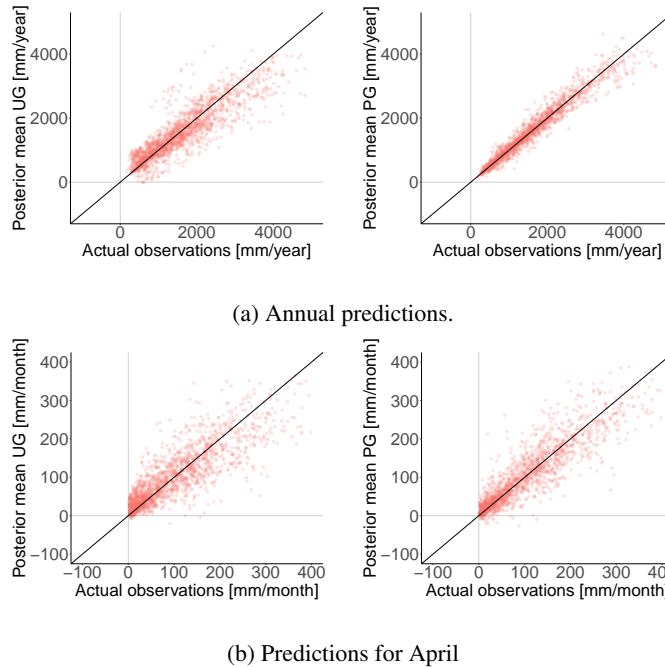 Posterior mean UG [mm/year]
4000
2000
0
0 2000 4000
Actual observations [mm/year]
Posterior mean PG [mm/year]
4000
2000
0
0 2000 4000
Actual observations [mm/year]
(a) Annual predictions.
Posterior mean UG [mm/month]
400
300
200
100
0
−100
−100 0 100 200 300 400
Actual observations [mm/month]
Posterior mean PG [mm/month]
400
300
200
100
0
−100
−100 0 100 200 300 40
Actual observations [mm/month]
(b) Predictions for April